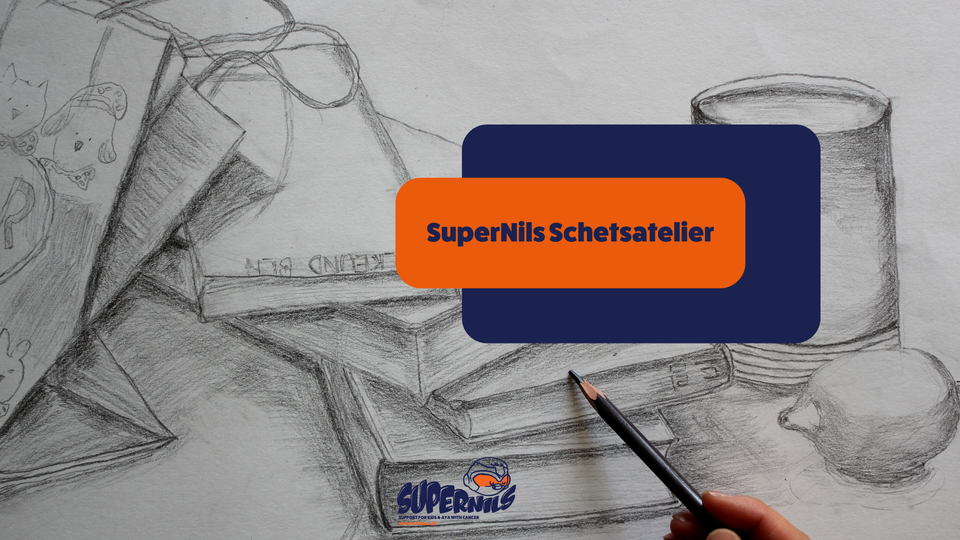 SuperNils Schetsatelier
SUPERNILS
SUPPORT FOR KIDS & AYA WITH CANCER